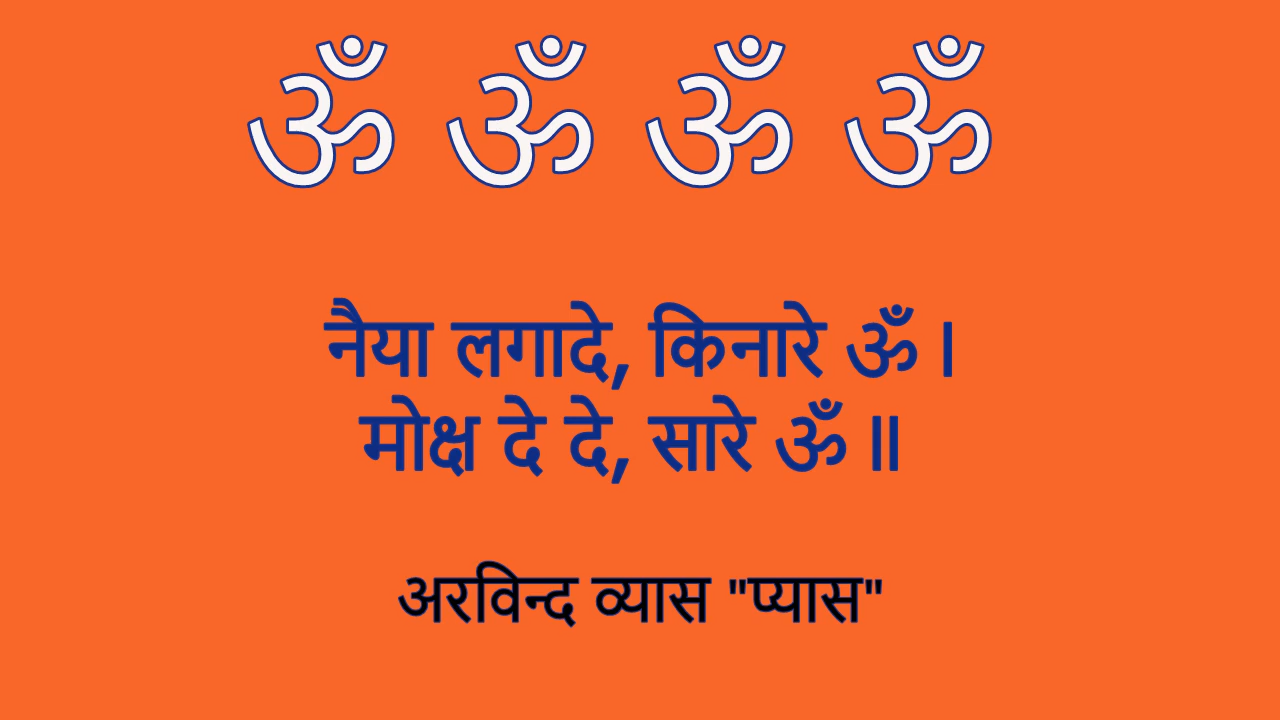 ॐ ॐ ॐ ॐ
नैया लगादे, किनारे ॐ ।
मोक्ष दे दे, सारे ॐ ॥
अरविन्द व्यास "प्यास"